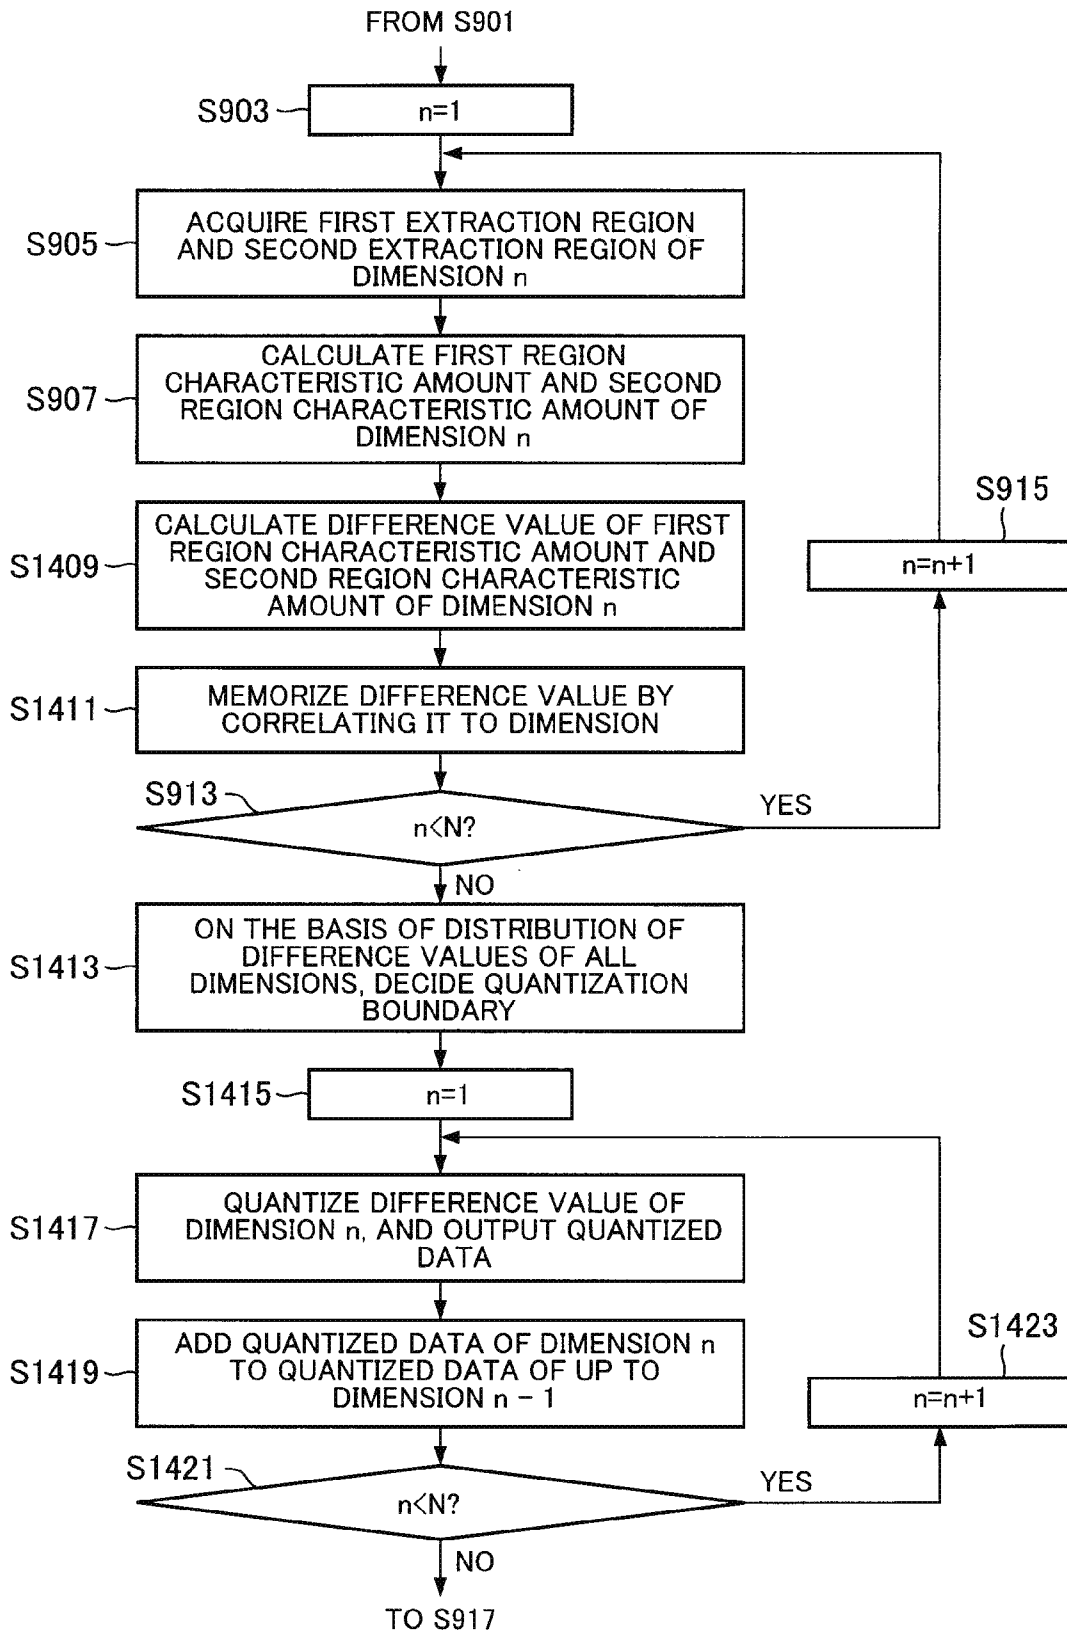 FROM S901
S903
n=1
S905
ACQUIRE FIRST EXTRACTION REGION
AND SECOND EXTRACTION REGION OF
DIMENSION n
S907
CALCULATE FIRST REGION
CHARACTERISTIC AMOUNT AND SECOND
REGION CHARACTERISTIC AMOUNT OF
DIMENSION n
S915
n=n+1
S1409
CALCULATE DIFFERENCE VALUE OF FIRST
REGION CHARACTERISTIC AMOUNT AND
SECOND REGION CHARACTERISTIC
AMOUNT OF DIMENSION n
S1411
MEMORIZE DIFFERENCE VALUE BY
CORRELATING IT TO DIMENSION
S913
n<N?
YES
NO
S1413
ON THE BASIS OF DISTRIBUTION OF
DIFFERENCE VALUES OF ALL
DIMENSIONS, DECIDE QUANTIZATION
BOUNDARY
S1415
n=1
S1417
QUANTIZE DIFFERENCE VALUE OF
DIMENSION n, AND OUTPUT QUANTIZED
DATA
S1419
ADD QUANTIZED DATA OF DIMENSION n
TO QUANTIZED DATA OF UP TO
DIMENSION n - 1
S1423
n=n+1
S1421
n<N?
YES
NO
TO S917